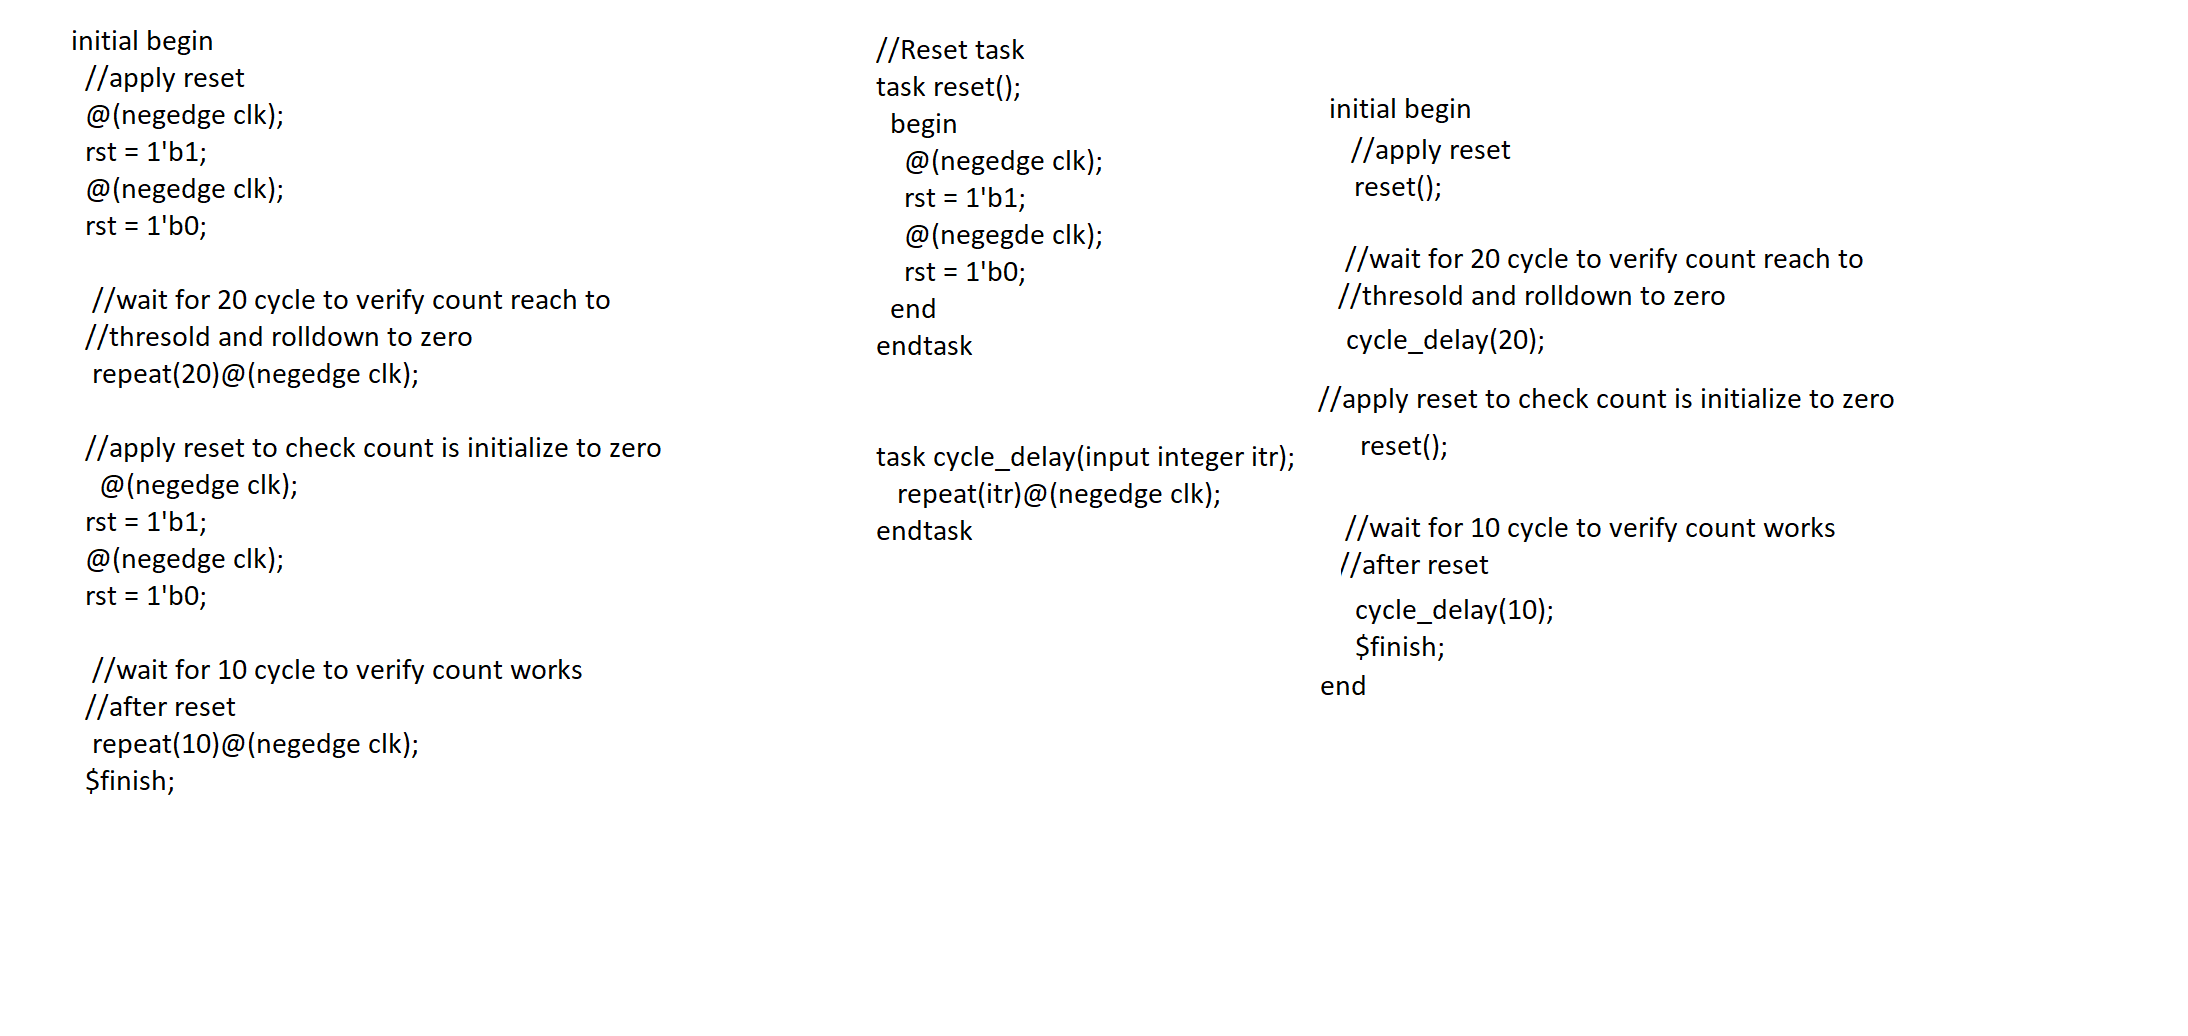 initial begin
//apply reset
@(negedge clk);
rst = 1'b1;
@(negedge clk);
rst = 1'b0;
//wait for 20 cycle to verify count reach to
//thresold and rolldown to zero
repeat(20)@(negedge clk);
//apply reset to check count is initialize to zero
@(negedge clk);
rst = 1'b1;
@(negedge clk);
rst = 1'b0;
//wait for 10 cycle to verify count works
//after reset
repeat(10)@(negedge clk);
$finish;
//Reset task
task reset();
begin
@(negedge clk);
rst = 1'b1;
@(negegde clk);
rst = 1'b0;
end
endtask
task cycle_delay(input integer itr);
repeat(itr)@(negedge clk);
endtask
initial begin
//apply reset
reset();
//wait for 20 cycle to verify count reach to
//thresold and rolldown to zero
cycle_delay(20);
//apply reset to check count is initialize to zero
reset();
//wait for 10 cycle to verify count works
//after reset
cycle_delay(10);
$finish;
end